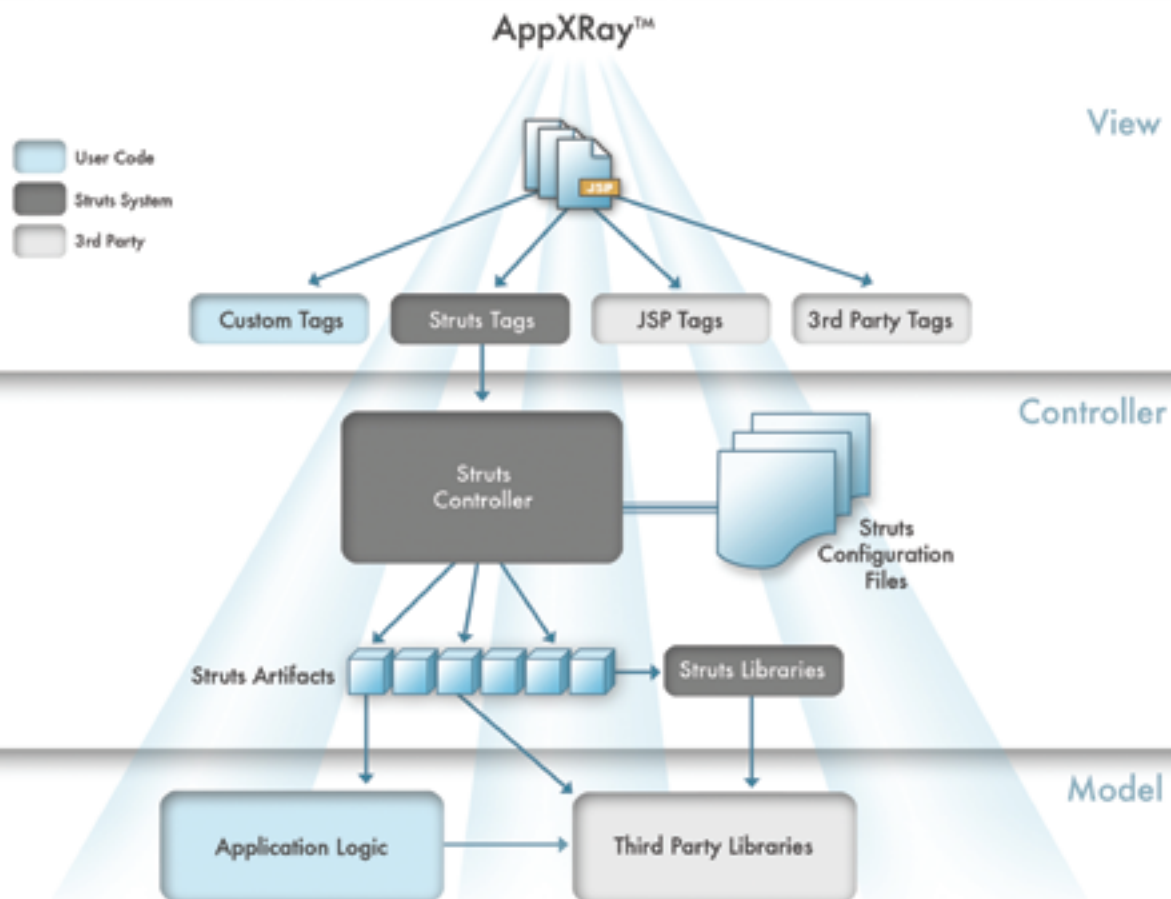 AppXRay™
View
User Code
Struts System
3rd Party
JSP
Custom Tags
Struts Tags
JSP Tags
3rd Party Tags
Controller
Struts
Controller
Struts
Configuration
Files
Struts Artifacts
Struts Libraries
Model
Application Logic
Third Party Libraries